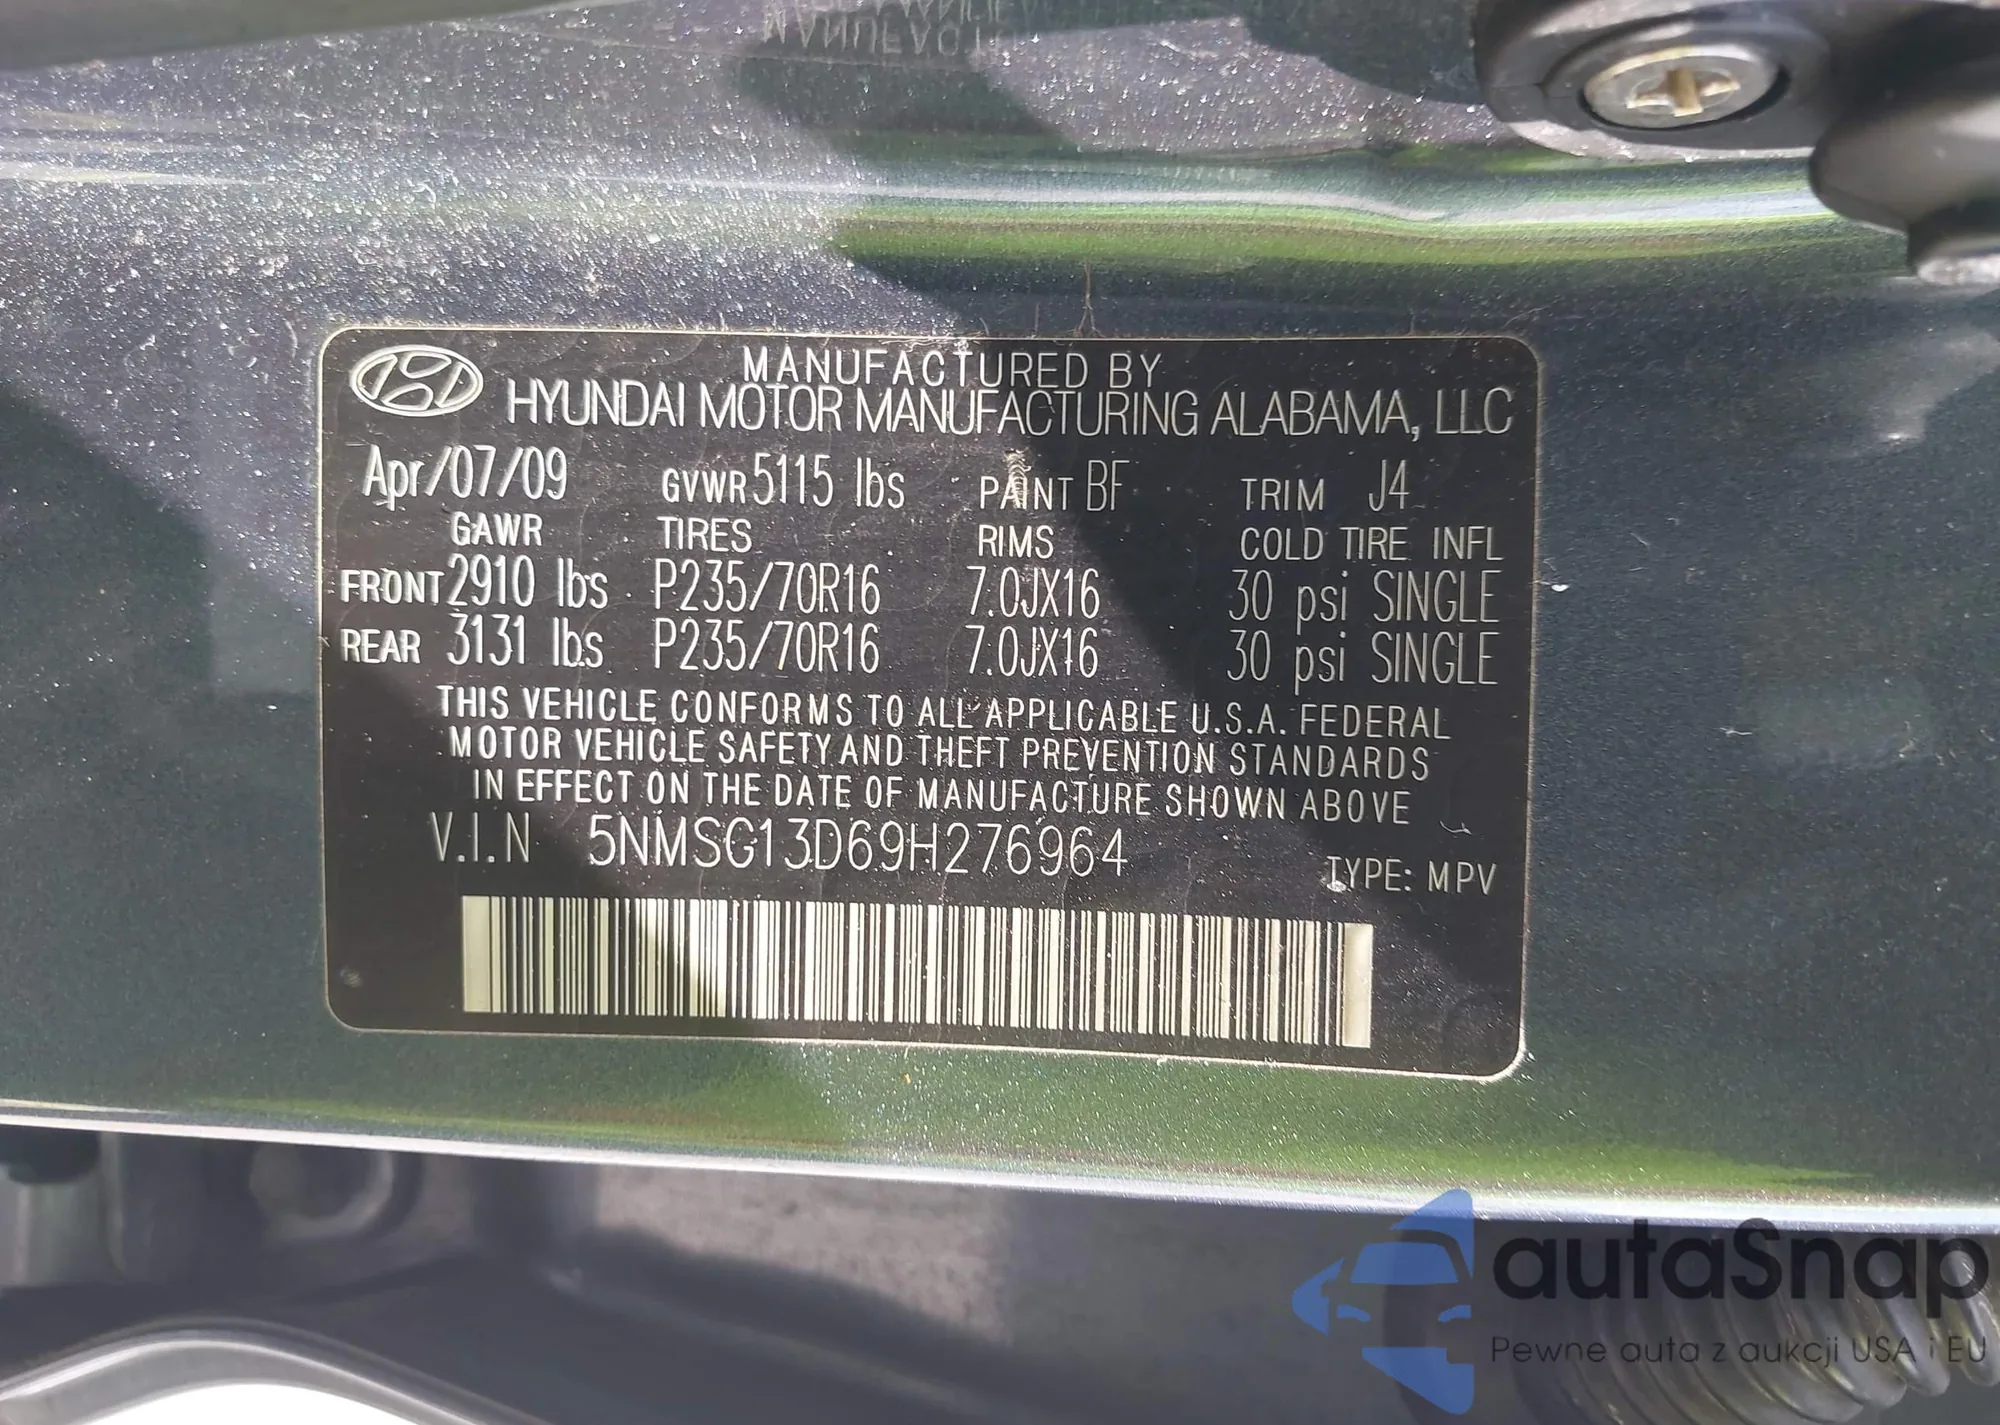 MANUFACTURED BY
HYUNDAI MOTOR MANUFACTURING ALABAMA, LLC
Apr/07/09 GVWR 5115 lbs PAINT BF TRIM J4
GAWR TIRES RIMS COLD TIRE INFL
FRONT 2910 lbs P235/70R16 7.0JX16 30 psi SINGLE
REAR 3131 lbs P235/70R16 7.0JX16 30 psi SINGLE
THIS VEHICLE CONFORMS TO ALL APPLICABLE U.S.A. FEDERAL
MOTOR VEHICLE SAFETY AND THEFT PREVENTION STANDARDS
IN EFFECT ON THE DATE OF MANUFACTURE SHOWN ABOVE
V.I.N 5NMSG13D69H276964
TYPE: MPV
autaSnap
Pewne auta z aukcji USA i EU